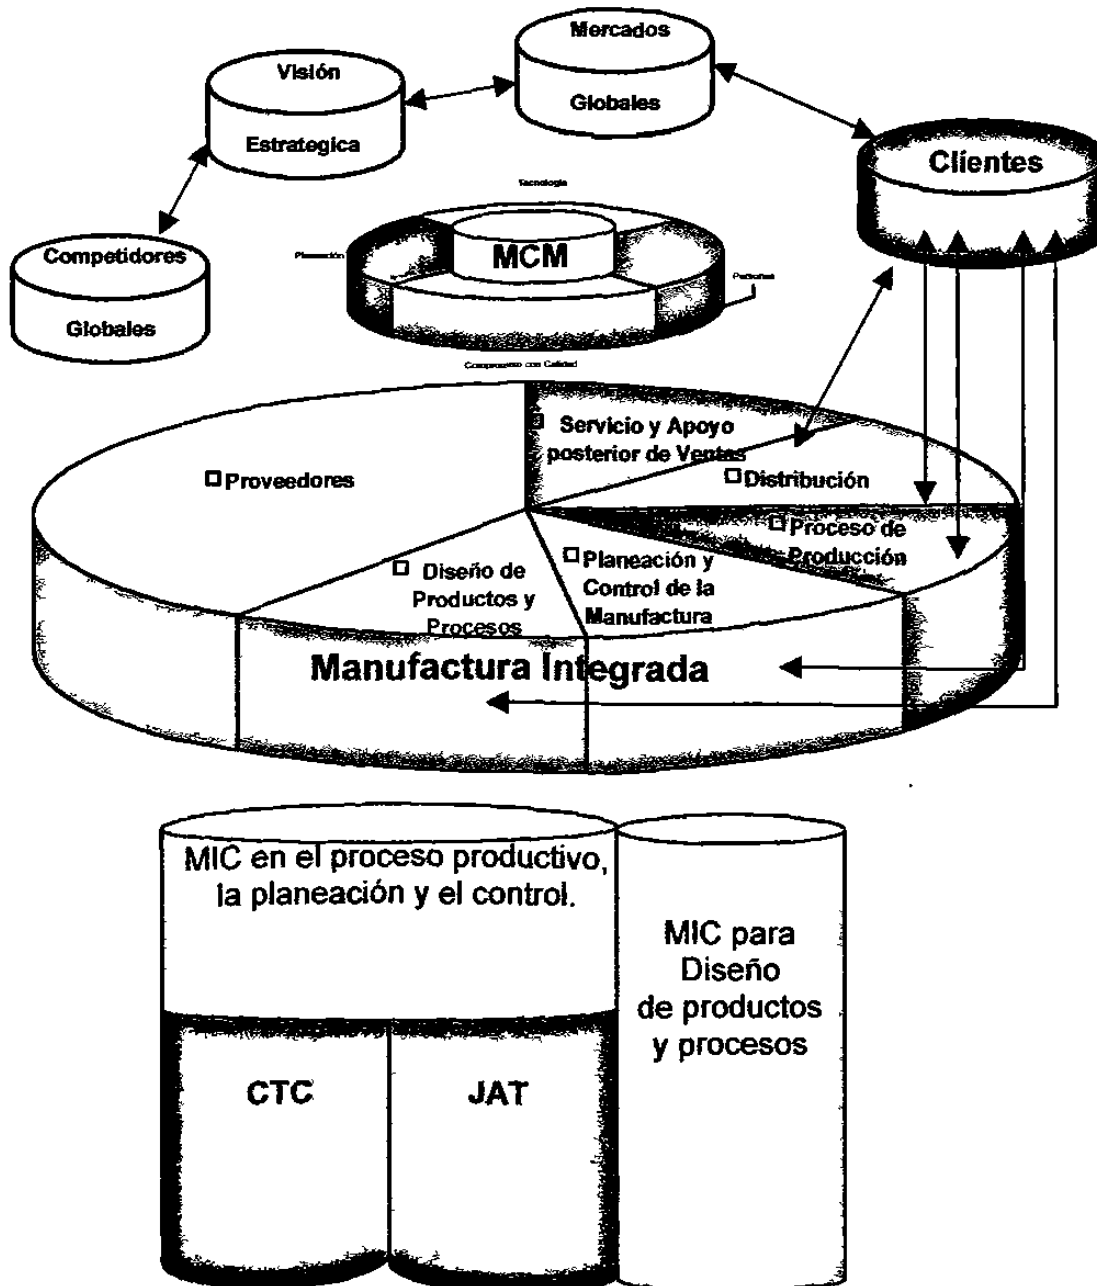 Mercados
Globales
Visión
Estrategica
Clientes
Competidores
Globales
Tecnología
Planeación
MCM
Personas
Compromiso con Calidad
Servicio y Apoyo
posterior de Ventas
Proveedores
Distribución
Proceso de
Producción
Planeación y
Control de la
Manufactura
Diseño de
Productos y
Procesos
Manufactura Integrada
MIC en el proceso productivo,
la planeación y el control.
MIC para
Diseño
de productos
y procesos
CTC
JAT